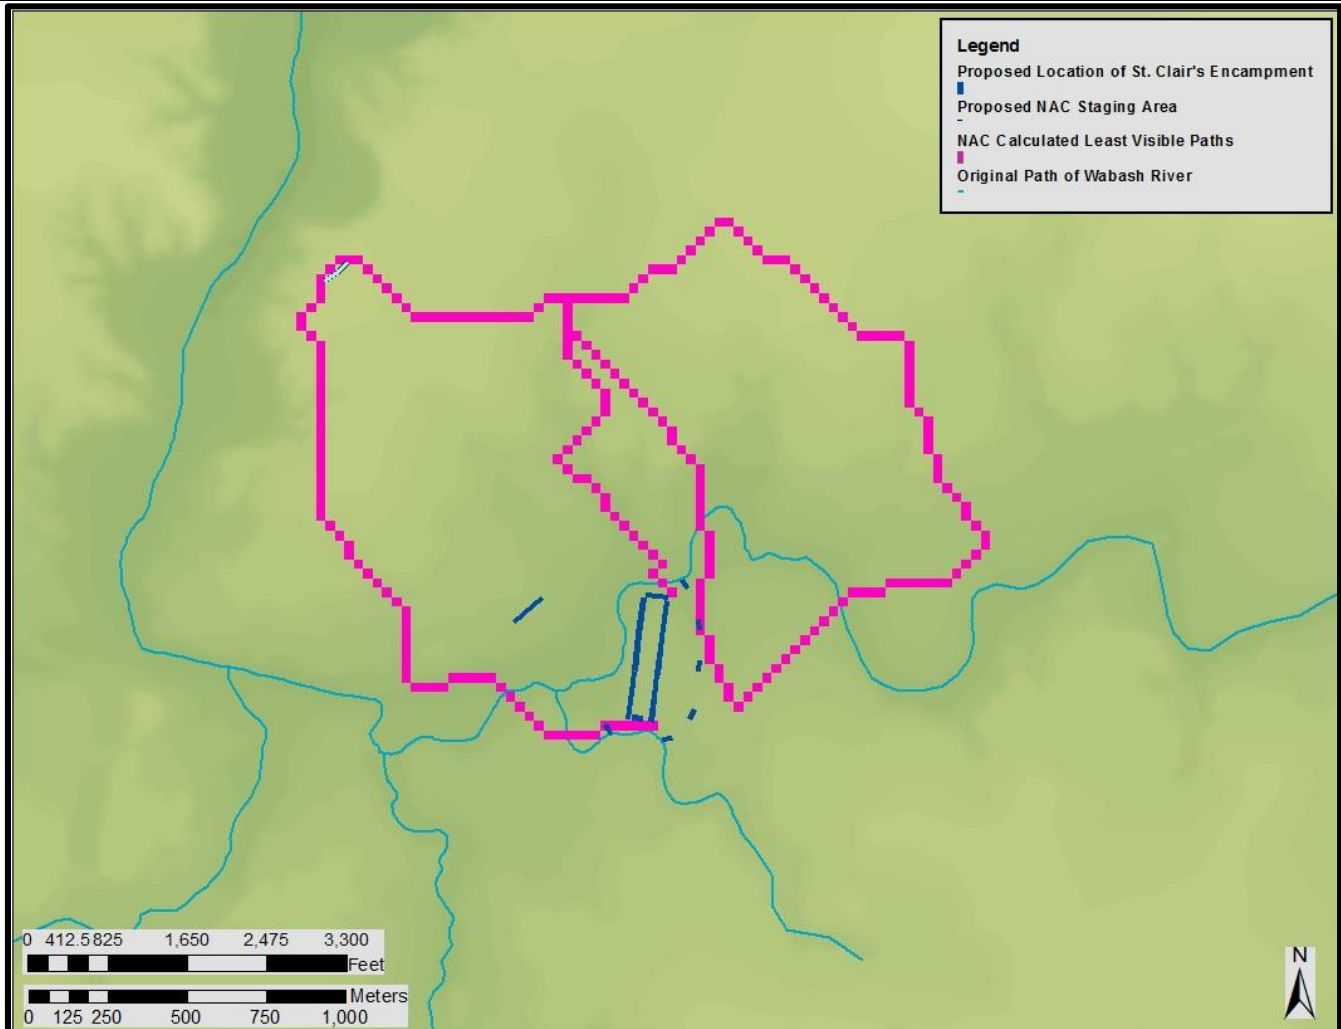 Legend
Proposed Location of St. Clair's Encampment
Proposed NAC Staging Area
NAC Calculated Least Visible Paths
Original Path of Wabash River
0 412.5 825 1,650 2,475 3,300
Feet
Meters
0 125 250 500 750 1,000
N